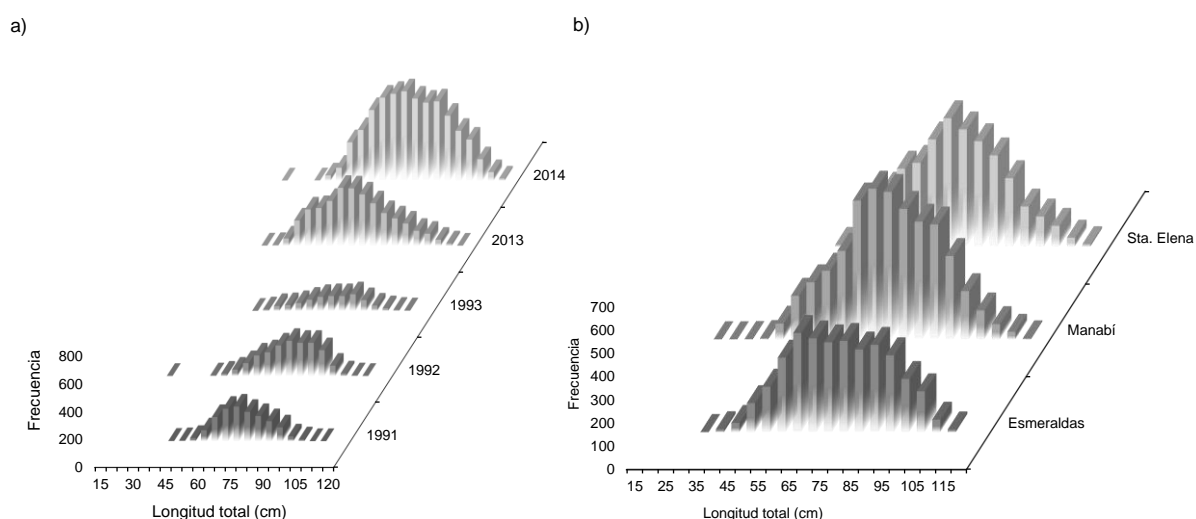 a)
2014
2013
1993
1992
1991
800
600
400
200
0
Frecuencia
15 30 45 60 75 90 105 120
Longitud total (cm)
b)
Sta. Elena
Manabí
Esmeraldas
700
600
500
400
300
200
100
0
Frecuencia
15 25 35 45 55 65 75 85 95 105 115
Longitud total (cm)